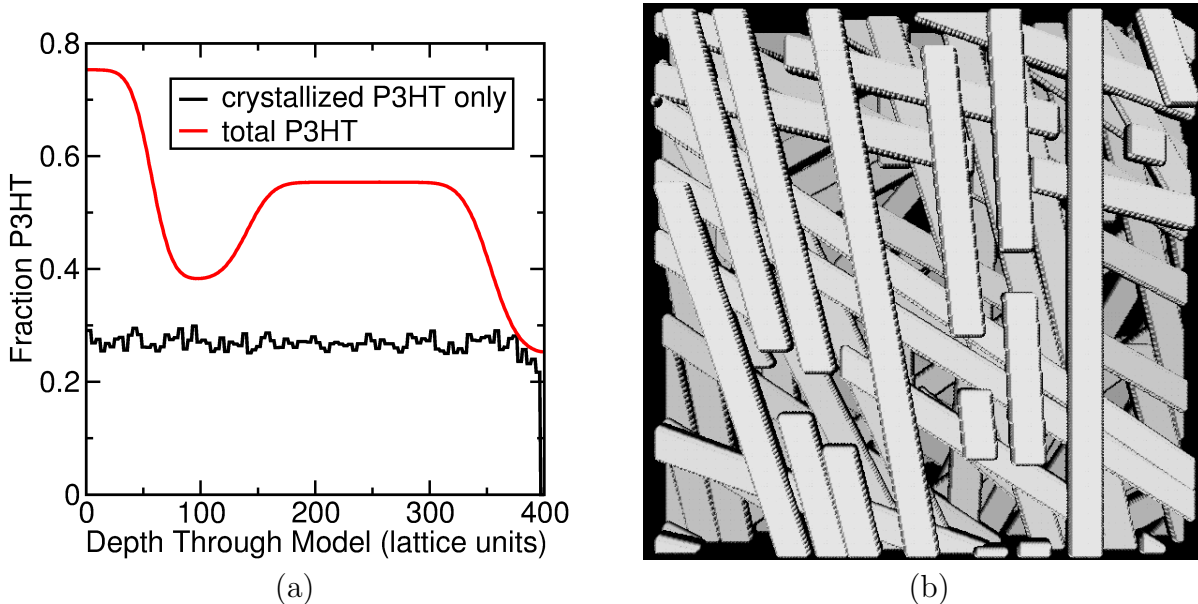 0.8
0.6
0.4
0.2
0
Fraction P3HT
crystallized P3HT only
total P3HT
0 100 200 300 400
Depth Through Model (lattice units)
(a) (b)